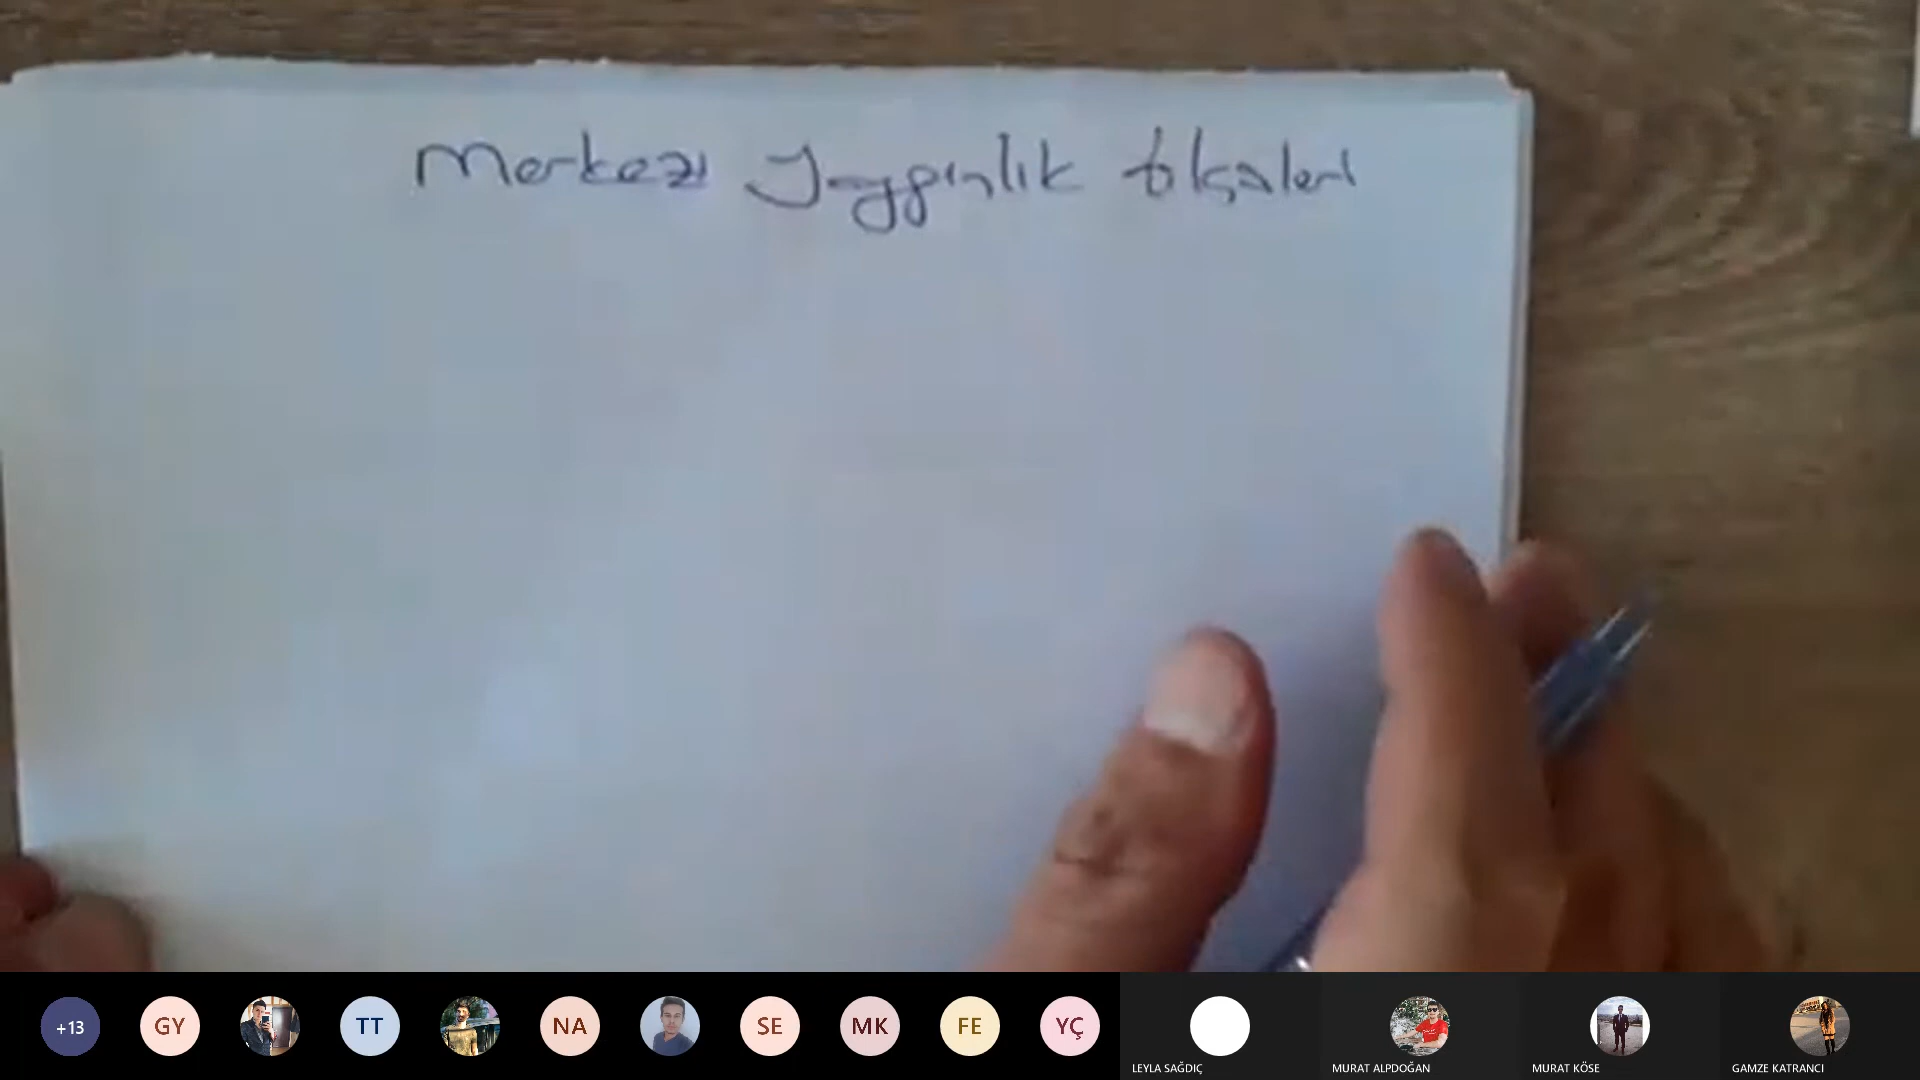 Merkezi Yaygınlık ölçüleri
+13 GY TT NA SE MK FE YÇ
LEYLA SAĞDIÇ MURAT ALPDOĞAN MURAT KÖSE GAMZE KATRANCI